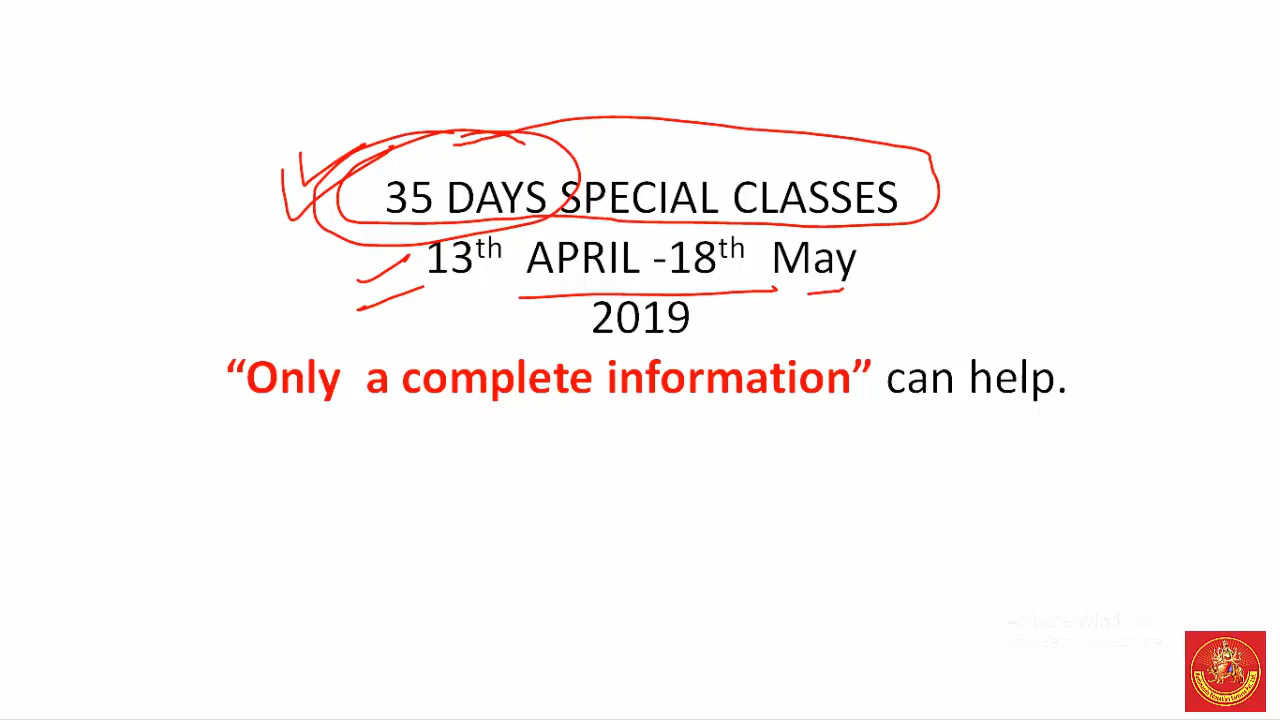 35 DAYS SPECIAL CLASSES
13th APRIL -18th May
2019
“Only a complete information” can help.